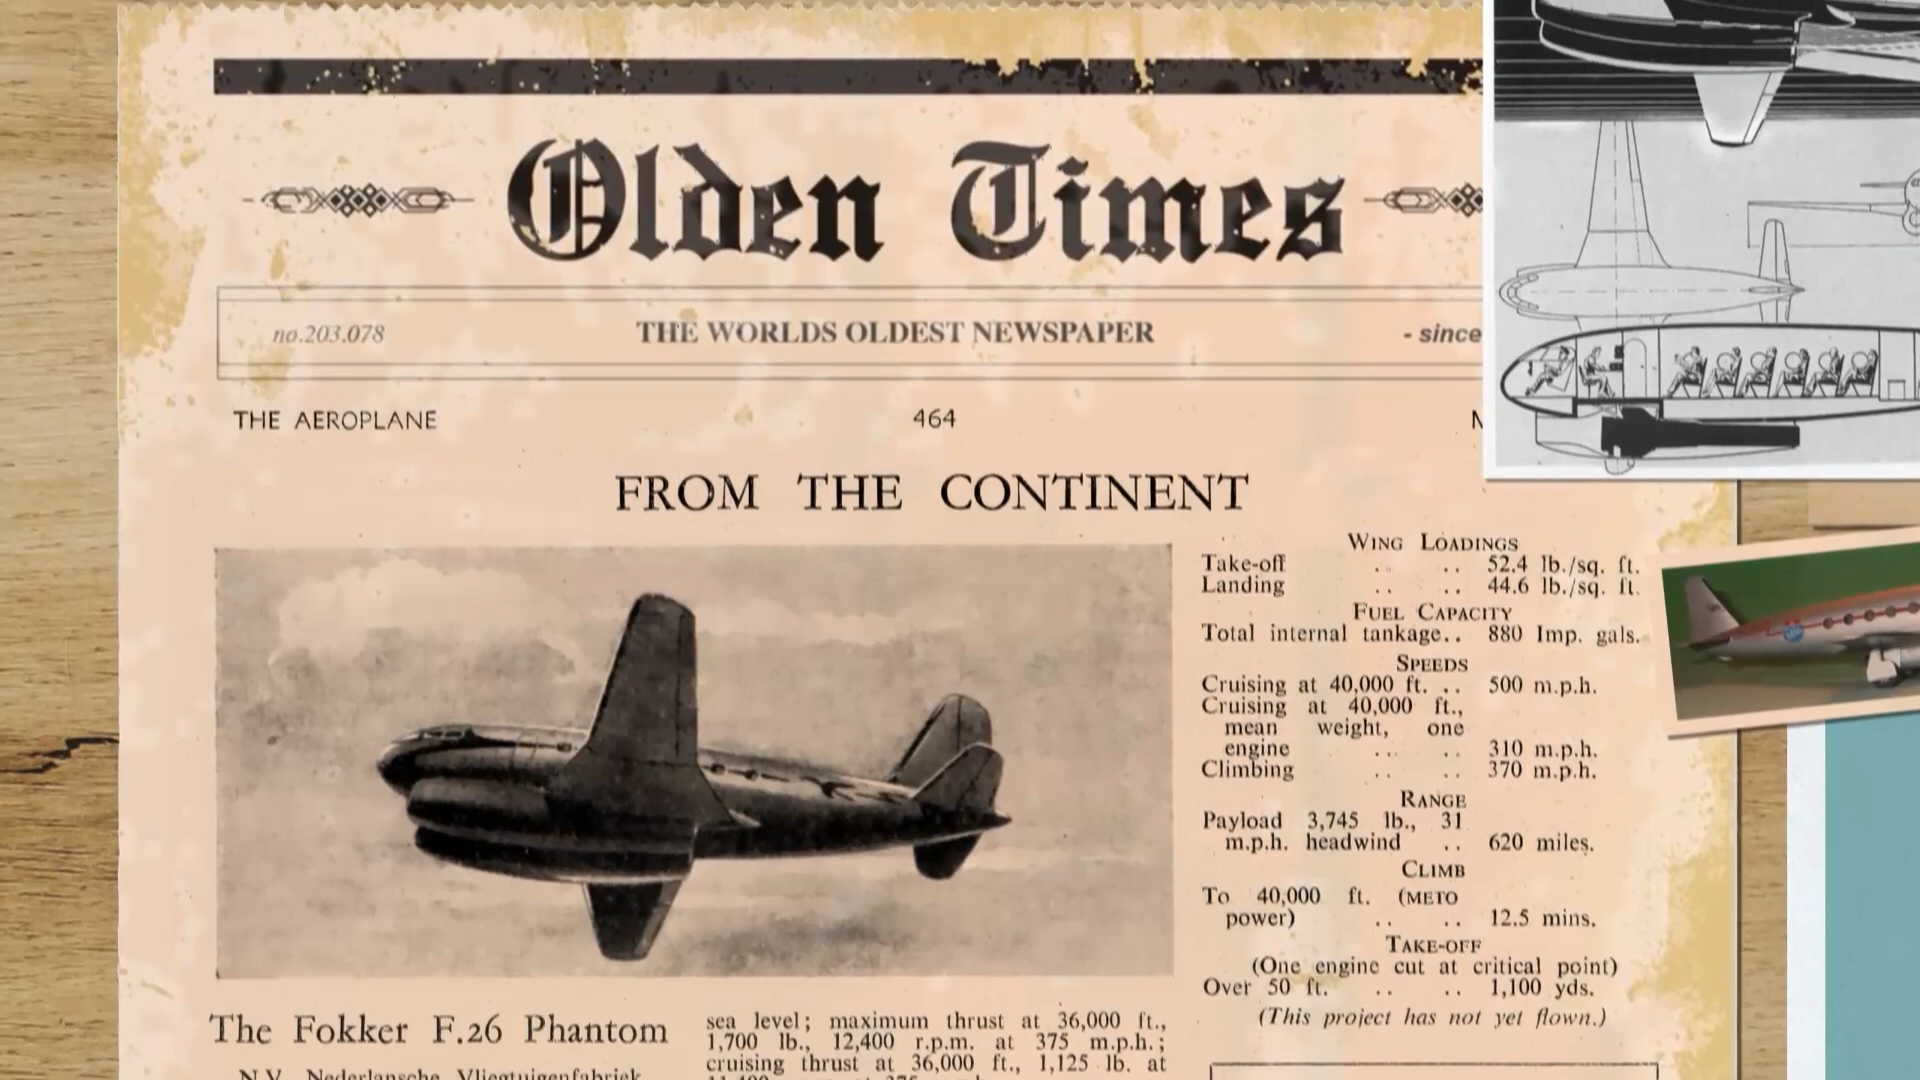 Olden Times
no.203.078
THE WORLDS OLDEST NEWSPAPER
- since
THE AEROPLANE
464
FROM THE CONTINENT
WING LOADINGS
Take-off .. .. 52.4 lb./sq. ft.
Landing .. .. 44.6 lb./sq. ft.
FUEL CAPACITY
Total internal tankage.. 880 Imp. gals.
SPEEDS
Cruising at 40,000 ft. .. 500 m.p.h.
Cruising at 40,000 ft.,
mean weight, one
engine .. .. 310 m.p.h.
Climbing .. .. 370 m.p.h.
RANGE
Payload 3,745 lb., 31
m.p.h. headwind .. 620 miles.
CLIMB
To 40,000 ft. (METO
power) .. .. 12.5 mins.
TAKE-OFF
(One engine cut at critical point)
Over 50 ft. .. .. 1,100 yds.
(This project has not yet flown.)
The Fokker F.26 Phantom
N.V. Nederlansche Vliegtuigenfabriek
sea level; maximum thrust at 36,000 ft.,
1,700 lb., 12,400 r.p.m. at 375 m.p.h.;
cruising thrust at 36,000 ft., 1,125 lb. at